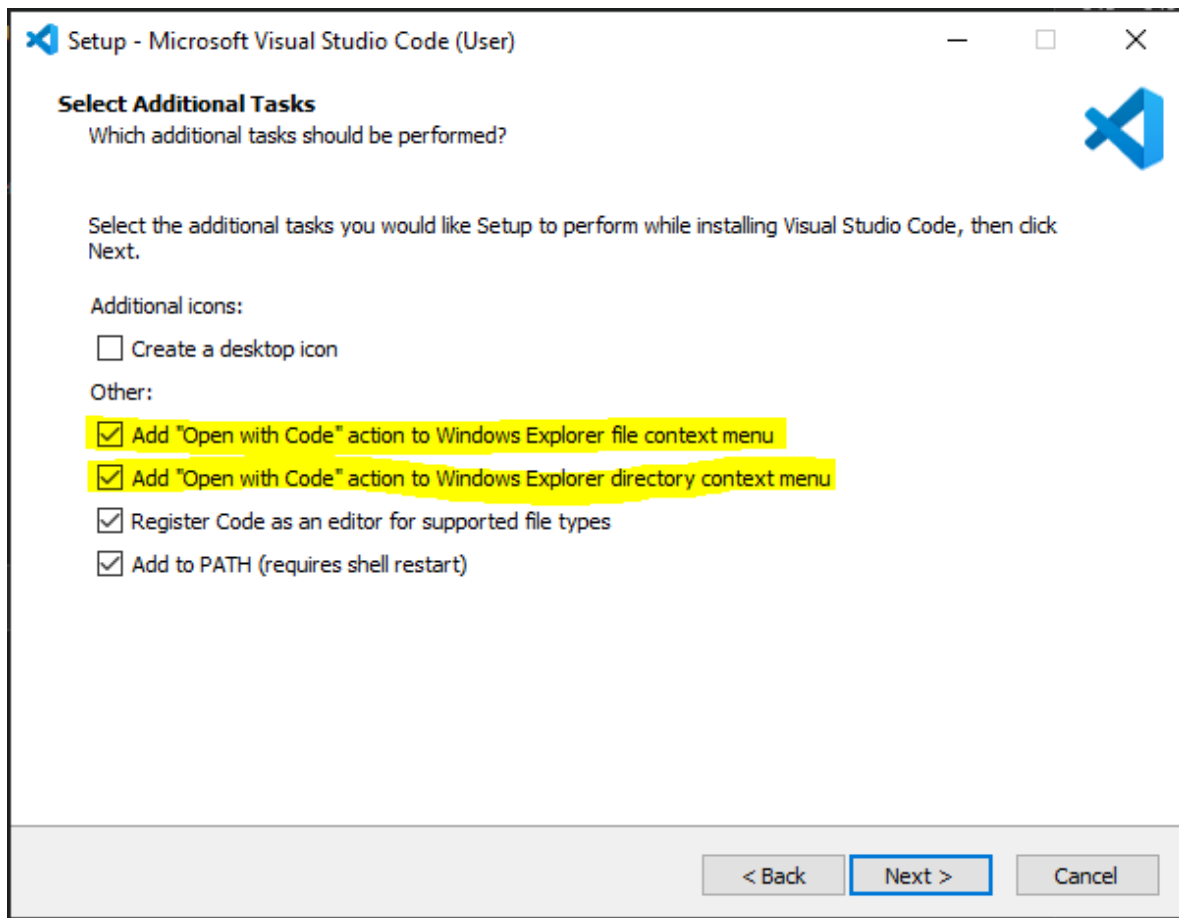 Setup - Microsoft Visual Studio Code (User)
Select Additional Tasks
Which additional tasks should be performed?
Select the additional tasks you would like Setup to perform while installing Visual Studio Code, then click
Next.
Additional icons:
Create a desktop icon
Other:
Add "Open with Code" action to Windows Explorer file context menu
Add "Open with Code" action to Windows Explorer directory context menu
Register Code as an editor for supported file types
Add to PATH (requires shell restart)
< Back
Next >
Cancel